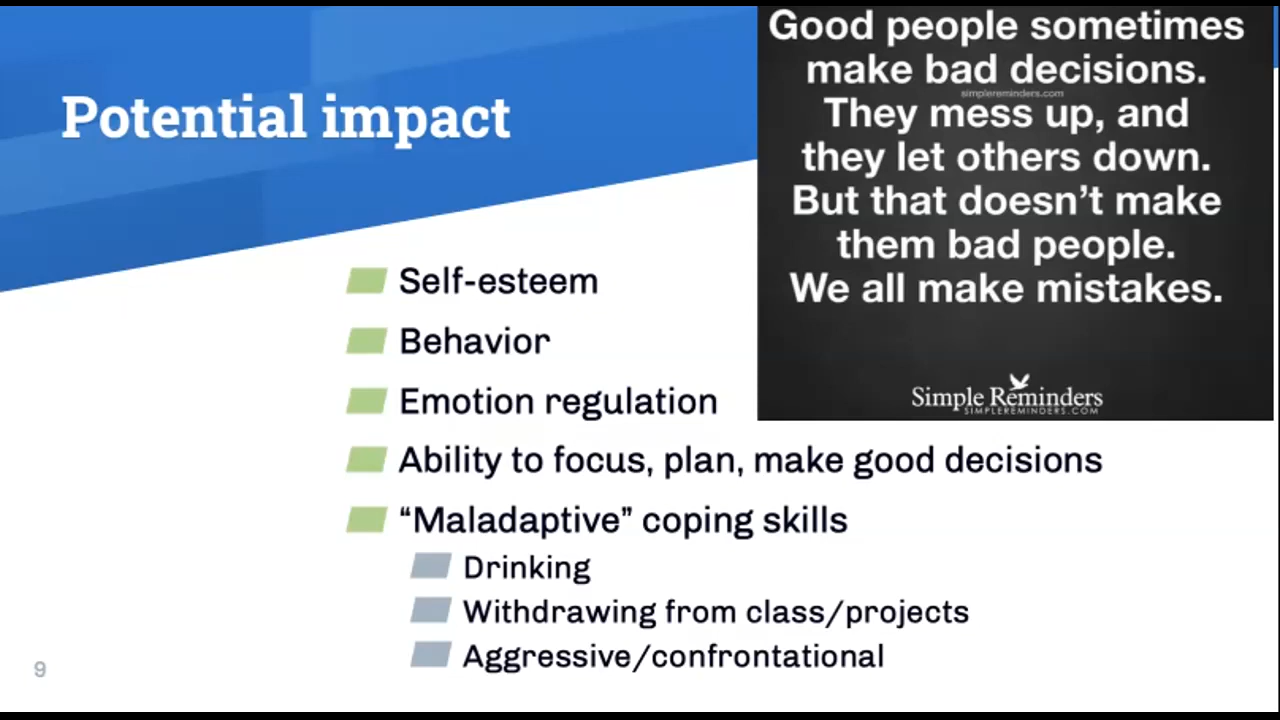 Potential impact
Good people sometimes
make bad decisions.
simplereminders.com
They mess up, and
they let others down.
But that doesn’t make
them bad people.
We all make mistakes.
Simple Reminders
SIMPLEREMINDERS.COM
Self-esteem
Behavior
Emotion regulation
Ability to focus, plan, make good decisions
“Maladaptive” coping skills
Drinking
Withdrawing from class/projects
Aggressive/confrontational
9